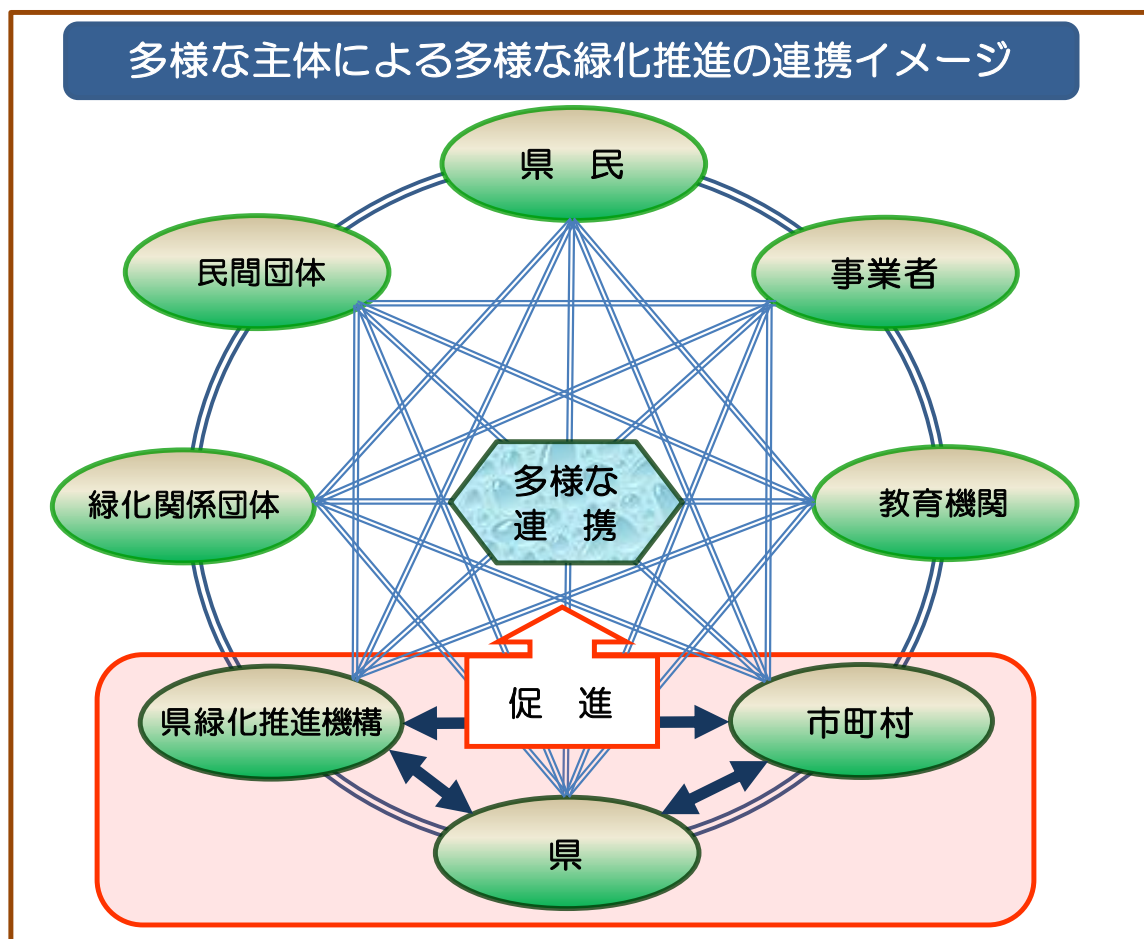 多様な主体による多様な緑化推進の連携イメージ
県　民
民間団体
事業者
緑化関係団体
多様な
連　携
教育機関
県緑化推進機構
促　進
市町村
県